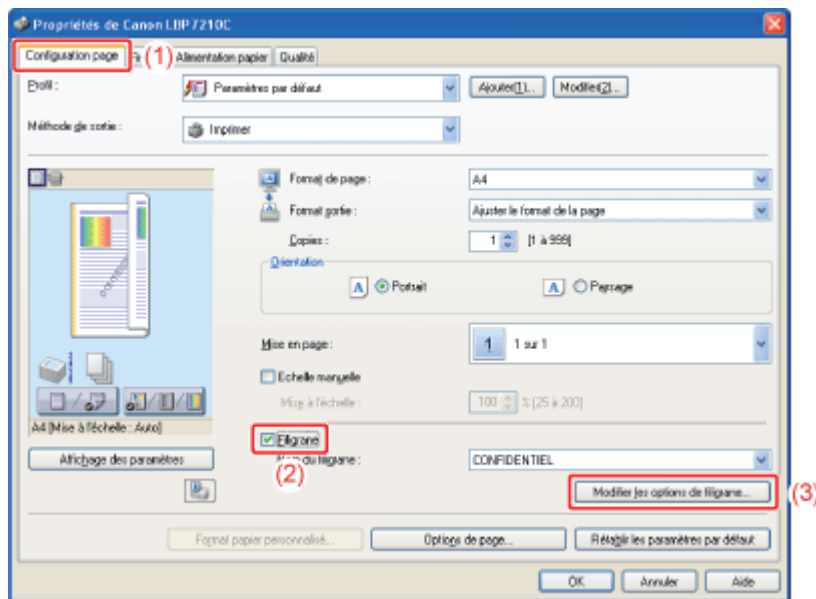 Propriétés de Canon LBP7210C
Configuration page (1) Alimentation papier Qualité
Profil : Paramètres par défaut Ajouter[1]... Modifier[2]...
Méthode de sortie : Imprimer
Format de page : A4
Format sortie : Ajuster le format de la page
Copies : 1 [1 à 999]
Orientation
A Portrait A Paysage
Mise en page : 1 1 sur 1
Echelle manuelle
Mise à l'échelle : 100 % [25 à 200]
A4 [Mise à l'échelle : Auto]
Filigrane
Affichage des paramètres (2) du filigrane : CONFIDENTIEL
Modifier les options de filigrane... (3)
Format papier personnalisé... Options de page... Rétablir les paramètres par défaut
OK Annuler Aide